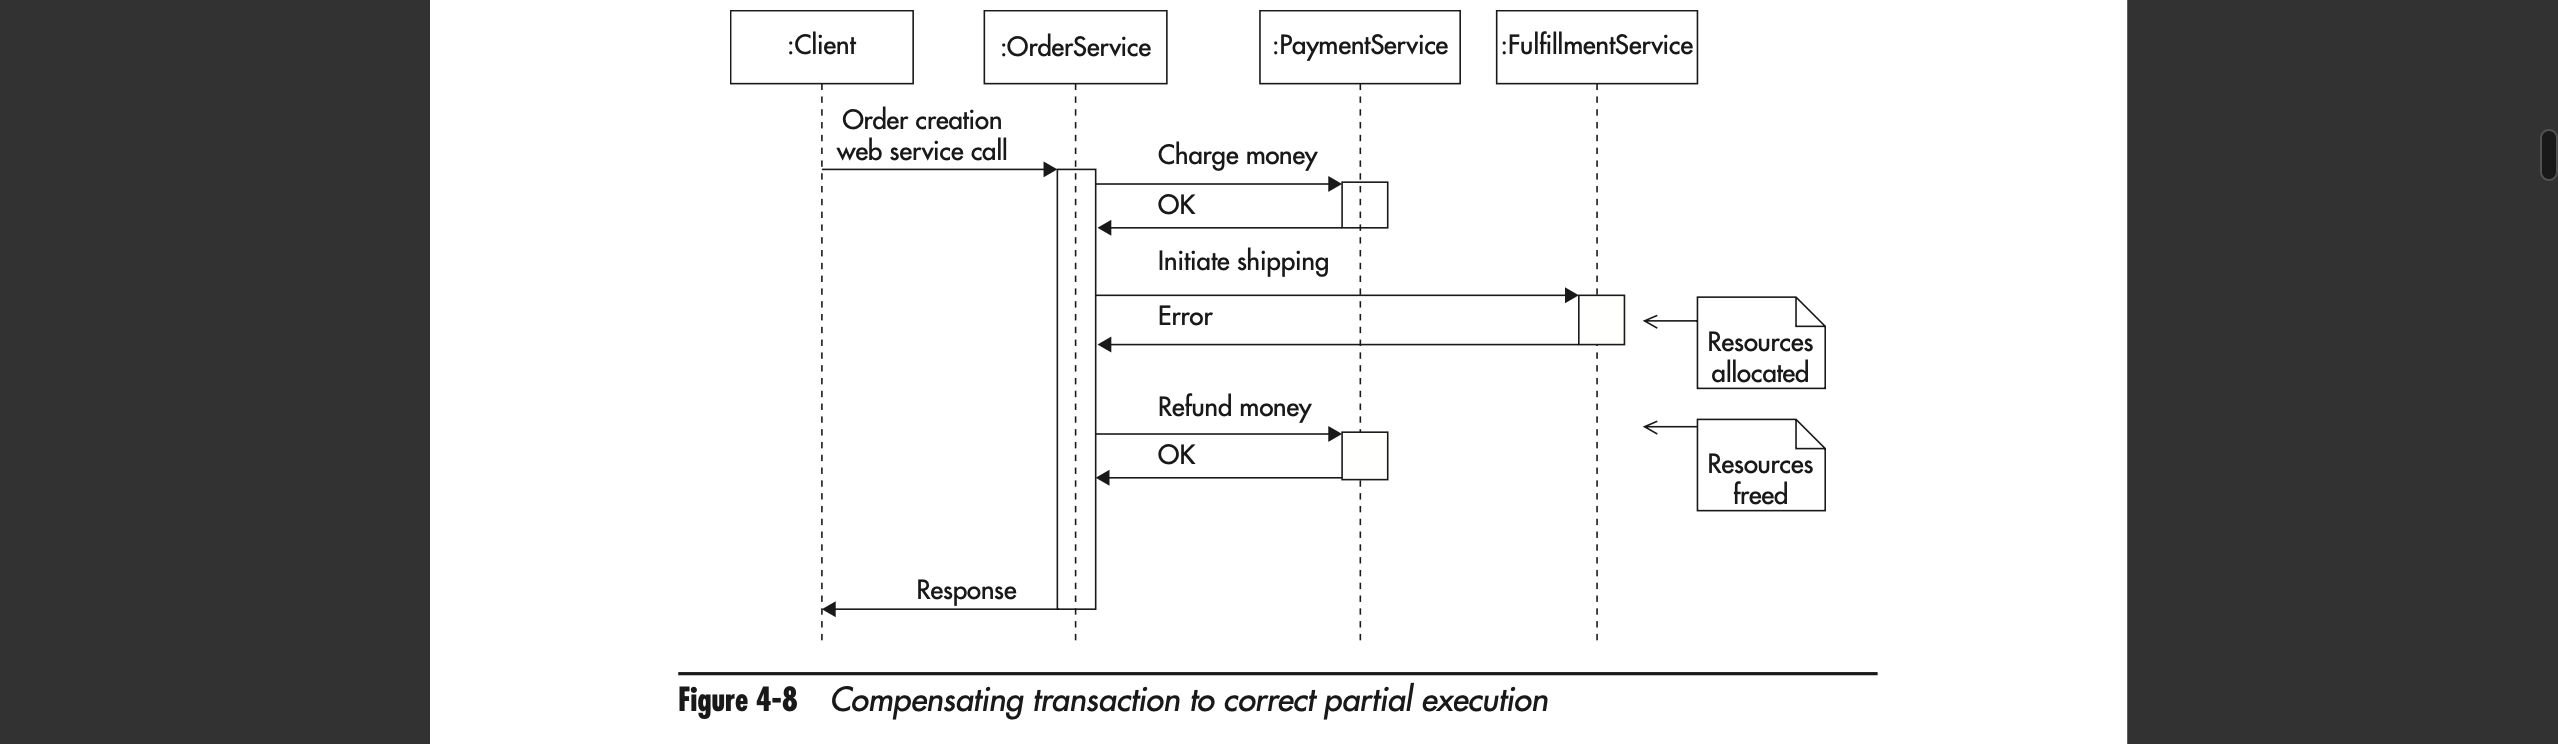 :Client
:OrderService
:PaymentService
:FulfillmentService
Order creation
web service call
Charge money
OK
Initiate shipping
Error
Resources
allocated
Refund money
OK
Resources
freed
Response
Figure 4-8 Compensating transaction to correct partial execution